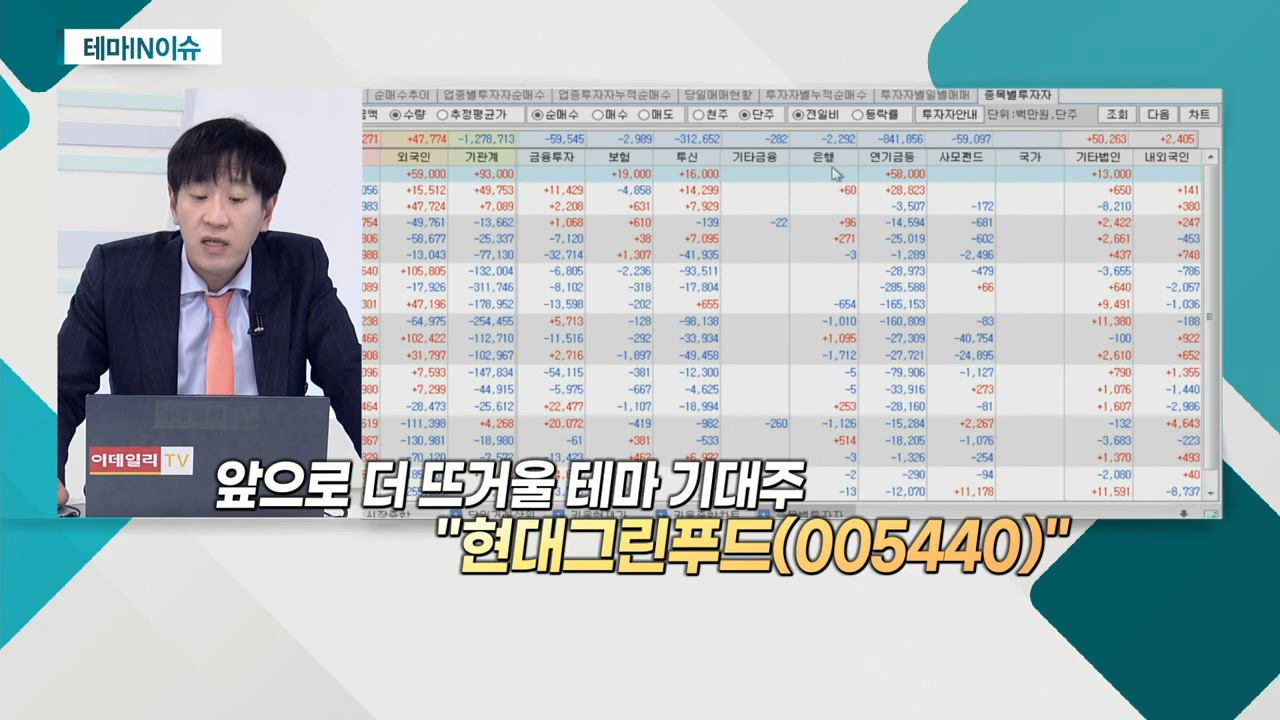 테마IN이슈
순매수추이 업종별투자자순매수 업종투자자누적순매수 당일매매현황 투자자별누적순매수 투자자별일별매매 종목별투자자
금액 수량 추정평균가 순매수 매수 매도 천주 단주 전일비 등락률 투자자안내 단위:백만원,단주 조회 다음 차트
271 +47,774 -1,278,713 -59,545 -2,989 -312,652 -282 -2,292 -841,856 -59,097 +50,263 +2,405
외국인 기관계 금융투자 보험 투신 기타금융 은행 연기금등 사모펀드 국가 기타법인 내외국인
+59,000 +93,000 +19,000 +16,000 +58,000 +13,000
056 +15,512 +49,753 +11,429 -4,858 +14,299 +60 +28,823 +650 +141
983 +47,724 +7,089 +2,208 +631 +7,929 -3,507 -172 -8,210 +380
754 -49,761 -13,662 +1,068 +610 -139 -22 +96 -14,594 -681 +2,422 +247
806 -58,677 -25,337 -7,120 +38 +7,095 +271 -25,019 -602 +2,661 -453
988 -13,043 -77,130 -32,714 +1,307 -41,935 -3 -1,289 -2,496 +437 +748
640 +105,805 -132,004 -6,805 -2,236 -93,511 -28,973 -479 -3,655 -786
089 -17,926 -311,746 -8,102 -318 -17,804 -285,588 +66 +640 -2,057
301 +47,196 -178,952 -13,598 -202 +655 -654 -165,153 +9,491 -1,036
238 -64,975 -254,455 +5,713 -128 -98,138 -1,010 -160,809 -83 +11,380 -188
466 +102,422 -112,710 -11,516 -292 -33,934 +1,095 -27,309 -40,754 -100 +922
908 +31,797 -102,967 +2,716 -1,897 -49,458 -1,712 -27,721 -24,895 +2,610 +652
096 +7,593 -147,834 -54,115 -381 -12,300 -5 -79,906 -1,127 +790 +1,355
980 +7,299 -44,915 -5,975 -667 -4,625 -5 -33,916 +273 +1,076 -1,440
464 -28,473 -25,612 +22,477 -1,107 -18,994 +253 -28,160 -81 +1,607 -2,986
619 -111,398 +4,268 +20,072 -419 -982 -260 -1,126 -15,284 +2,267 -132 +4,643
367 -130,981 -18,980 -61 +381 -533 +514 -18,205 -1,076 -3,683 -223
329 -3 -1,326 -254 +1,370 -493
-2 -290 -94 -2,080 +40
-13 -12,070 +11,178 +11,591 -8,737
이데일리 TV
앞으로 더 뜨거울 테마 기대주
"현대그린푸드(005440)"